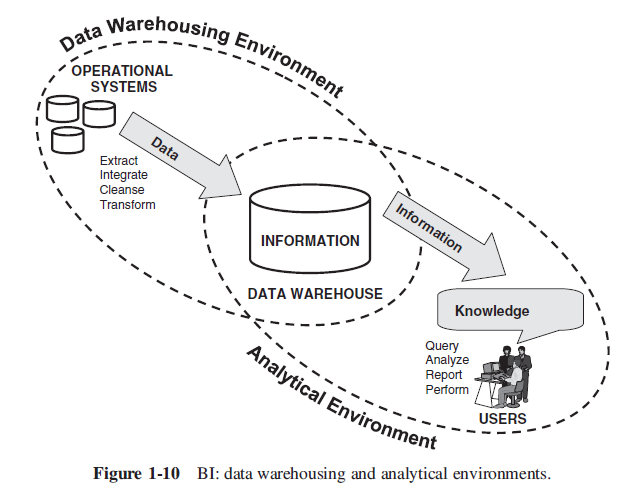 Data Warehousing Environment
OPERATIONAL
SYSTEMS
Data
Extract
Integrate
Cleanse
Transform
INFORMATION
DATA WAREHOUSE
Information
Knowledge
Query
Analyze
Report
Perform
USERS
Analytical Environment
Figure 1-10 BI: data warehousing and analytical environments.